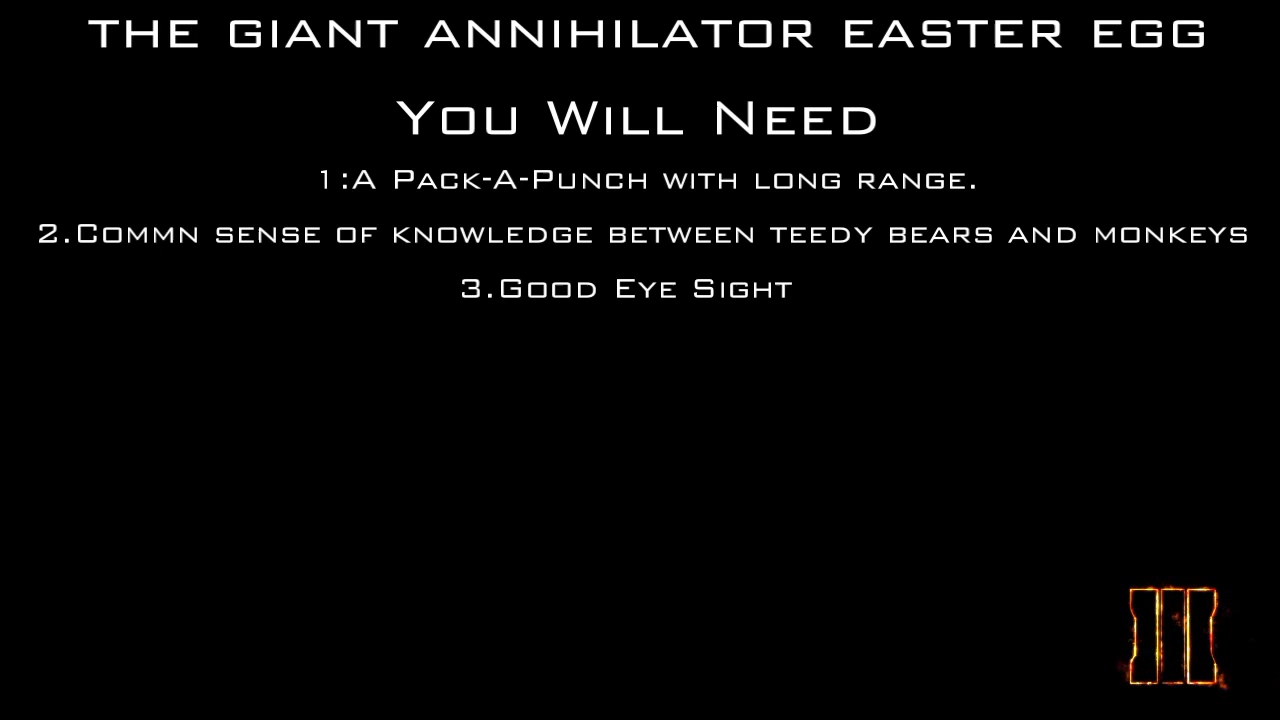 THE GIANT ANNIHILATOR EASTER EGG
YOU WILL NEED
1:A PACK-A-PUNCH WITH LONG RANGE.
2.COMMN SENSE OF KNOWLEDGE BETWEEN TEEDY BEARS AND MONKEYS
3.GOOD EYE SIGHT
III